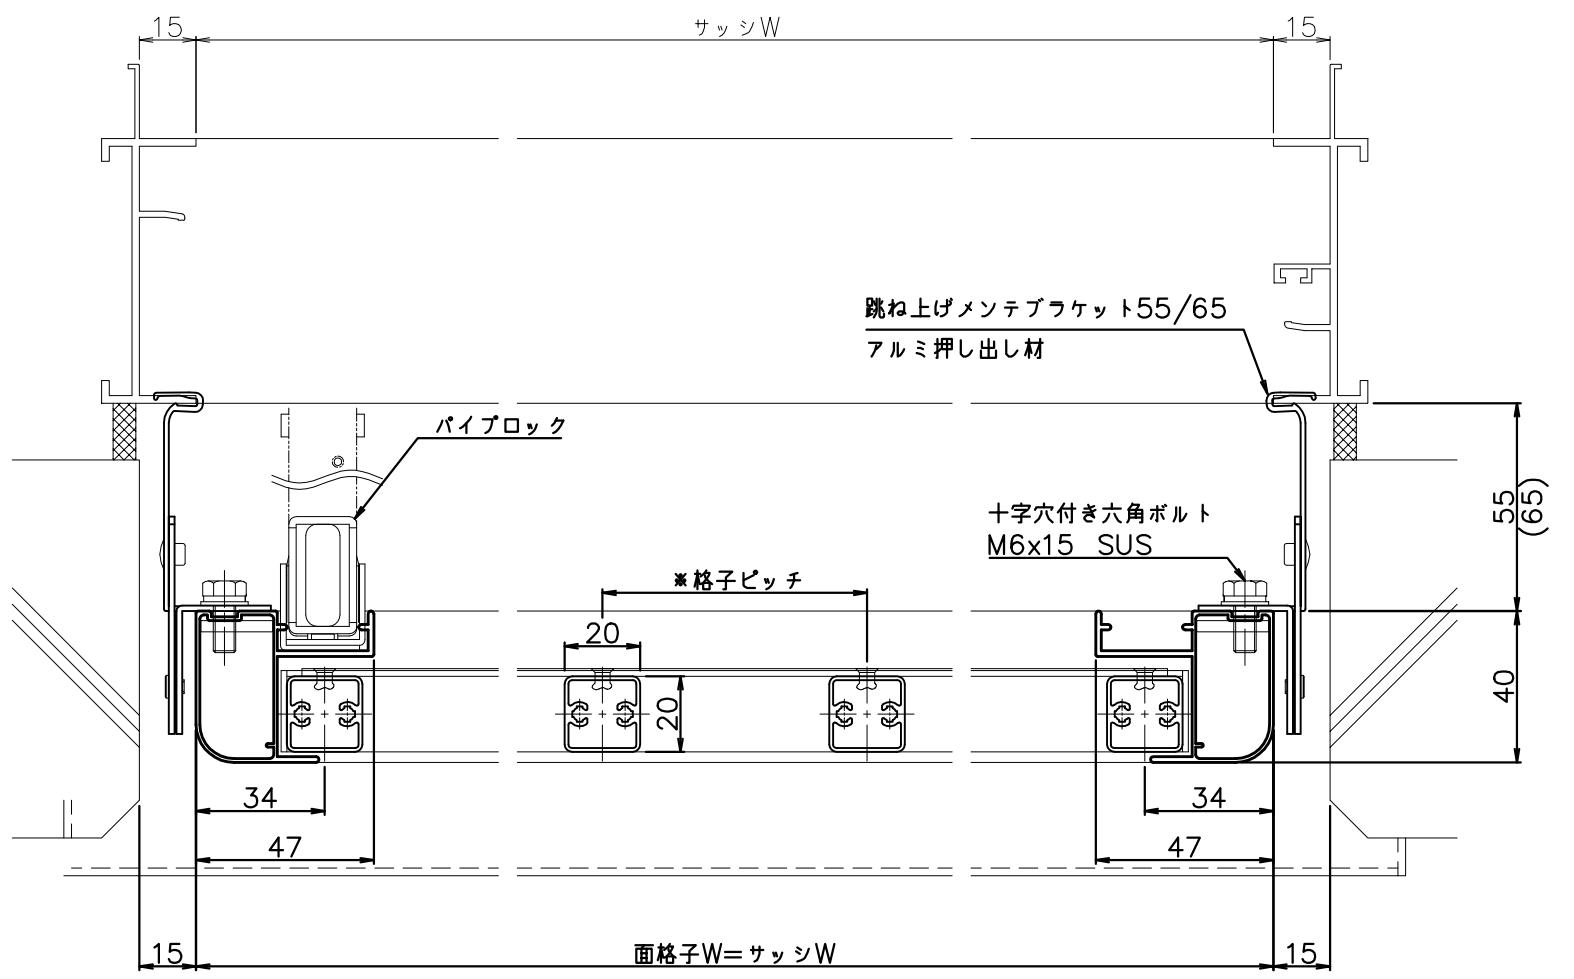 15
サッシW
15
跳ね上げメンテブラケット55/65
アルミ押し出し材
パイプロック
55
(65)
十字穴付き六角ボルト
M6x15 SUS
※格子ピッチ
20
20
40
34
34
47
47
15
面格子W=サッシW
15